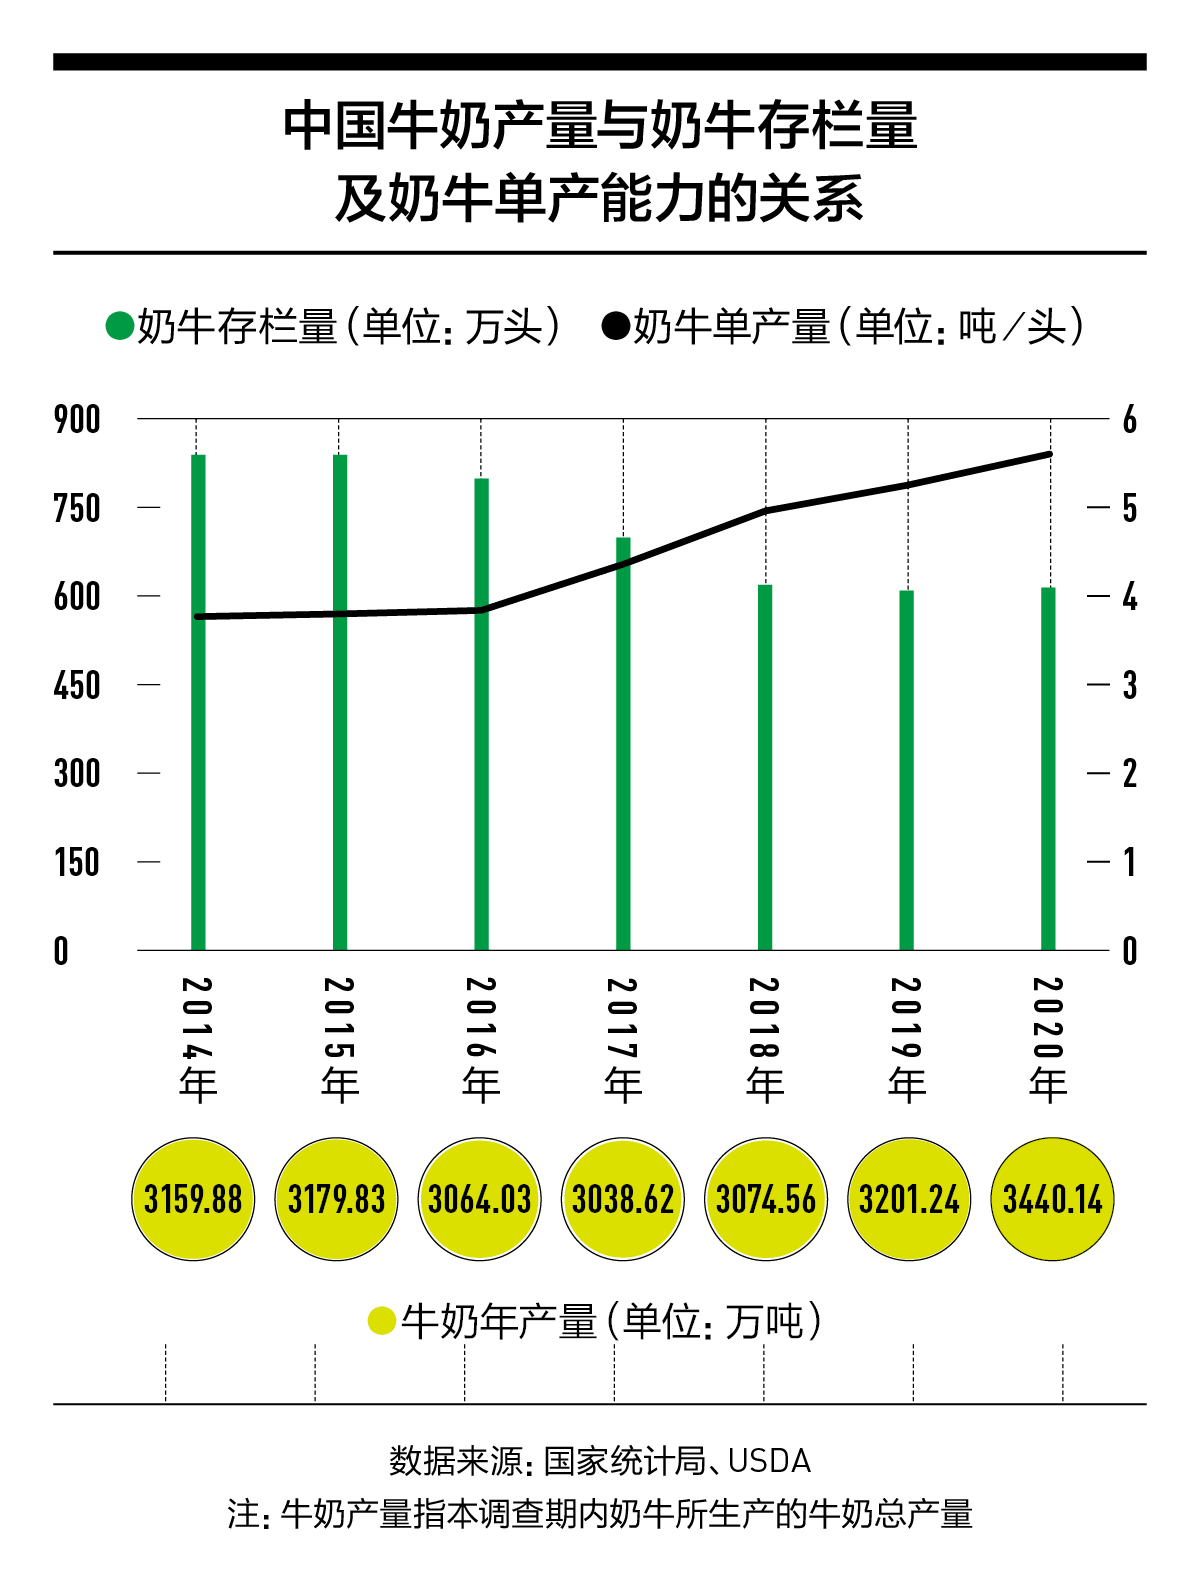 中国牛奶产量与奶牛存栏量
及奶牛单产能力的关系
●奶牛存栏量(单位:万头) ●奶牛单产量(单位:吨/头)
900 6
750 5
600 4
450 3
300 2
150 1
0 0
2014年 2015年 2016年 2017年 2018年 2019年 2020年
3159.88 3179.83 3064.03 3038.62 3074.56 3201.24 3440.14
●牛奶年产量(单位:万吨)
数据来源:国家统计局、USDA
注:牛奶产量指本调查期内奶牛所生产的牛奶总产量